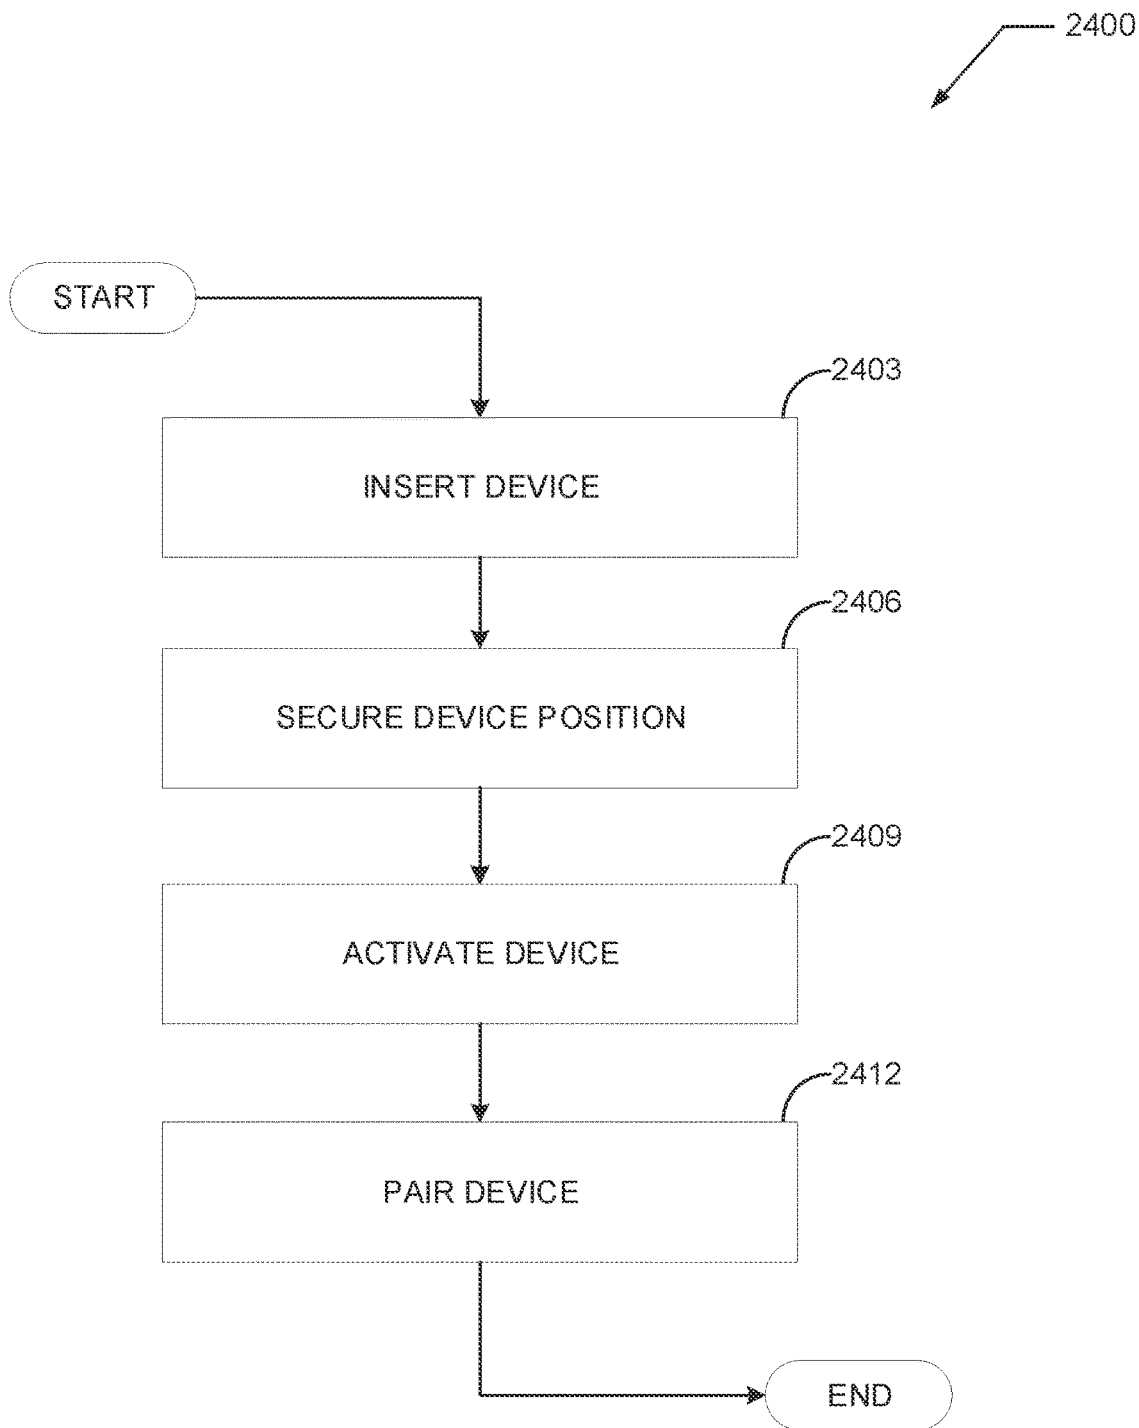 2400
START
2403
INSERT DEVICE
2406
SECURE DEVICE POSITION
2409
ACTIVATE DEVICE
2412
PAIR DEVICE
END